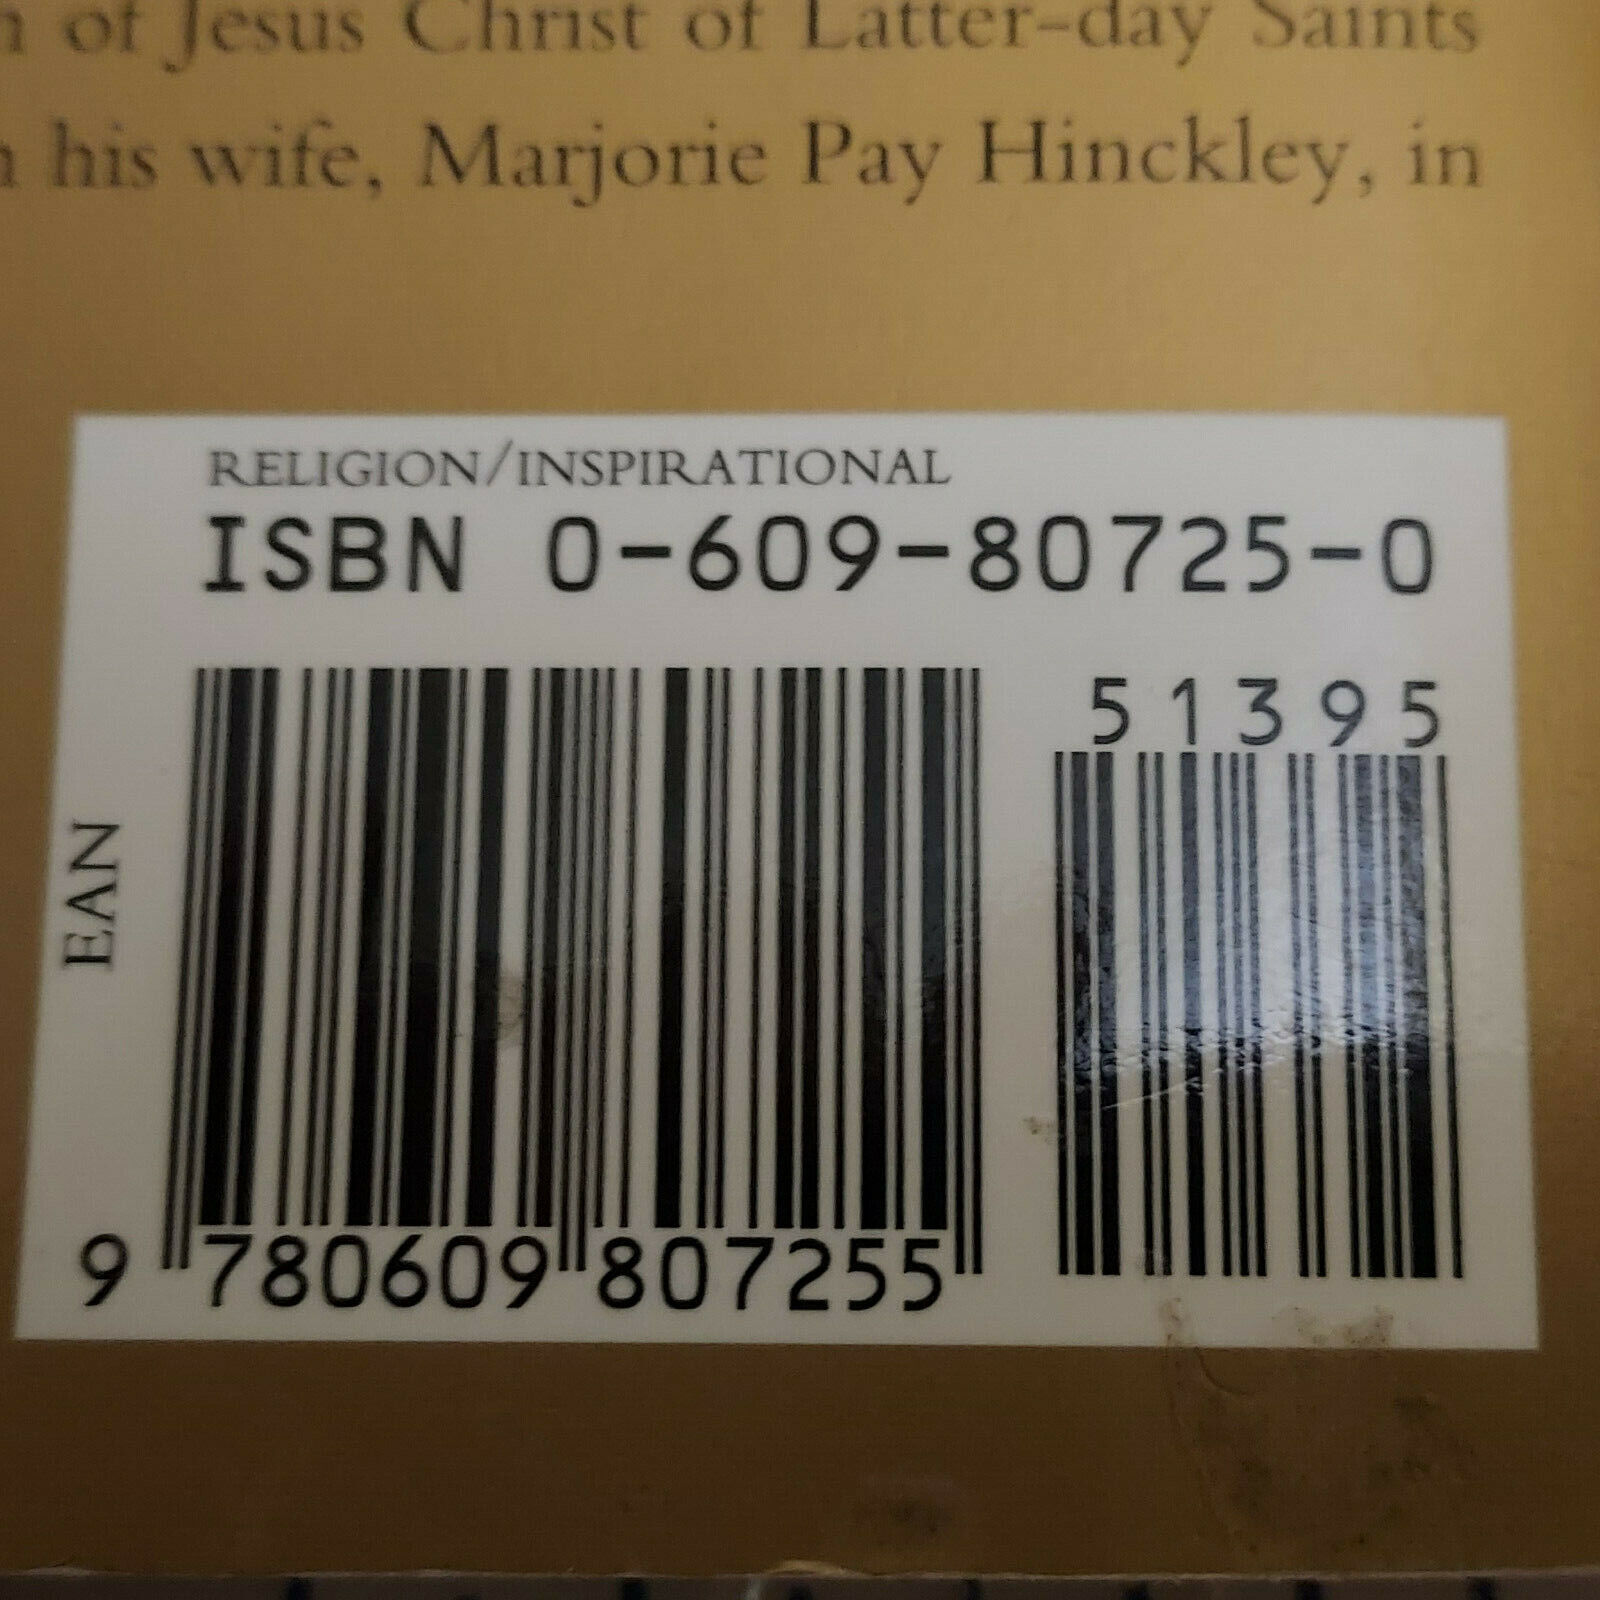 of Jesus Christ of Latter-day Saints
his wife, Marjorie Pay Hinckley, in
RELIGION/INSPIRATIONAL
ISBN 0-609-80725-0
51395
EAN
9 780609 807255